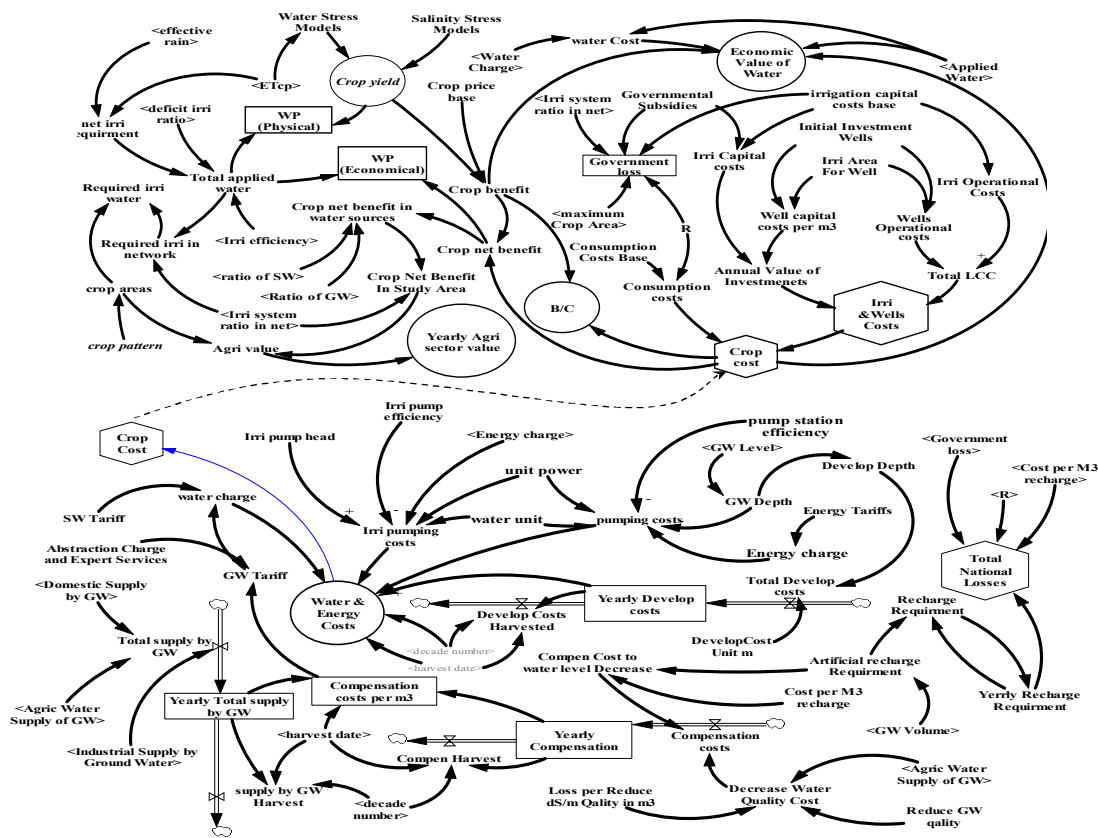 <effective
rain>
Water Stress
Models
Salinity Stress
Models
<ETcp>
Crop yield
<deficit irri
ratio>
net irri
equirment
WP
(Physical)
Crop price
base
WP
(Economical)
Total applied
water
Required irri
water
Crop benefit
Crop net benefit in
water sources
Required irri in
network
<Irri efficiency>
Crop net benefit
<ratio of SW>
<Ratio of GW>
Crop Net Benefit
In Study Area
crop areas
<Irri system
ratio in net>
crop pattern
Agri value
Yearly Agri
sector value
<Water
Charge>
water Cost
Economic
Value of
Water
<Applied
Water>
<Irri system
ratio in net>
Governmental
Subsidies
irrigation capital
costs base
Initial Investment
Wells
Government
loss
Irri Capital
costs
Irri Area
For Well
Irri Operational
Costs
<maximum
Crop Area>
R
Well capital
costs per m3
Wells
Operational
costs
Consumption
Costs Base
Consumption
costs
Annual Value of
Investmenets
+
Total LCC
B/C
Irri
&Wells
Costs
Crop
cost
Crop
Cost
Irri pump head
Irri pump
efficiency
<Energy charge>
unit power
pump station
efficiency
<GW Level>
Develop Depth
<Government
loss>
<Cost per M3
recharge>
<R>
water charge
SW Tariff
+
-
Irri pumping
costs
water unit
-
pumping costs
GW Depth
Energy Tariffs
Energy charge
Abstraction Charge
and Expert Services
GW Tariff
Total
National
Losses
<Domestic Supply
by GW>
Water &
Energy
Costs
+
Develop Costs
Harvested
Yearly Develop
costs
Total Develop
costs
Recharge
Requirment
Total supply by
GW
<decade number>
<harvest date>
DevelopCost
Unit m
Compen Cost to
water level Decrease
Artificial recharge
Requirment
<Agric Water
Supply of GW>
Yearly Total supply
by GW
Compensation
costs per m3
Cost per M3
recharge
Yerrly Recharge
Requirment
<GW Volume>
<Industrial Supply by
Ground Water>
<harvest date>
Yearly
Compensation
Compensation
costs
Compen Harvest
supply by GW
Harvest
<decade
number>
Loss per Reduce
dS/m Qality in m3
Decrease Water
Quality Cost
<Agric Water
Supply of GW>
Reduce GW
qality